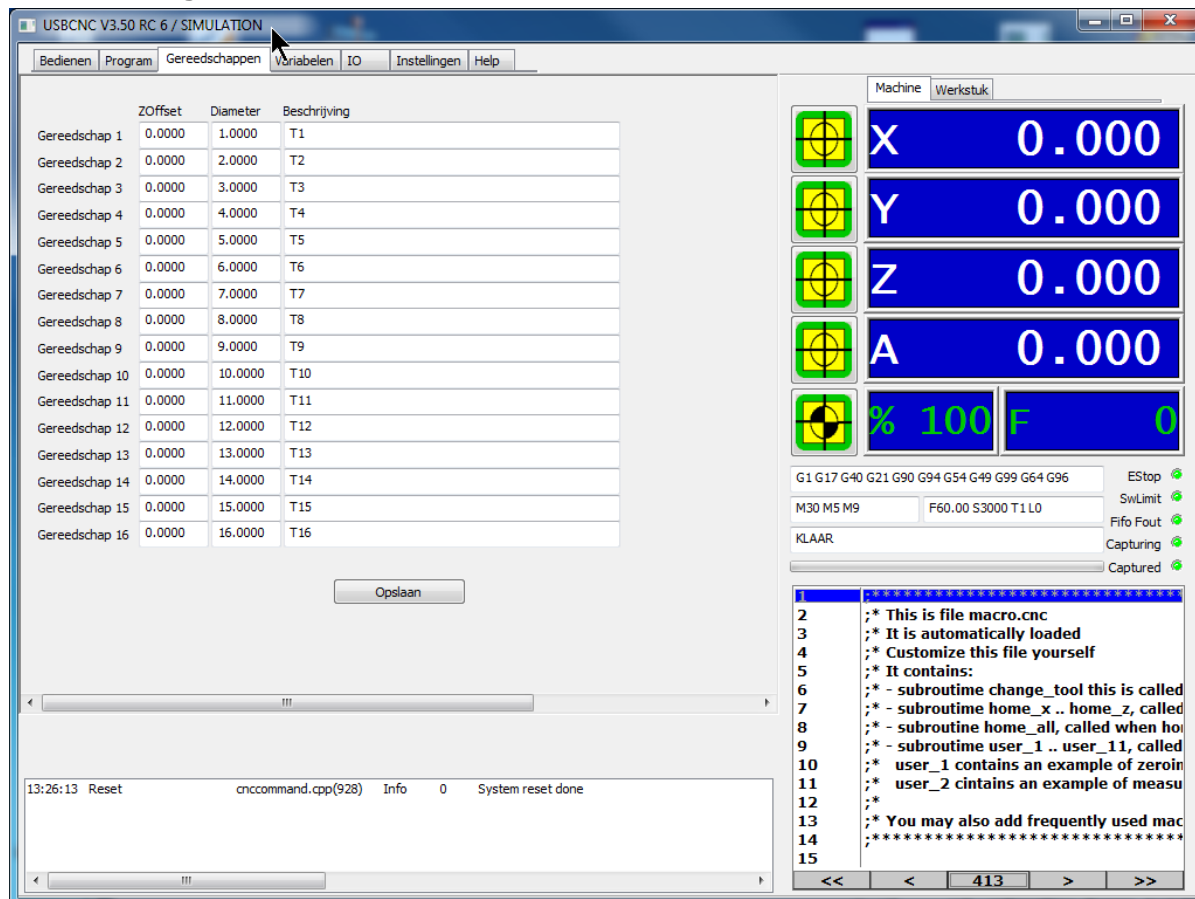 USBCNC V3.50 RC 6 / SIMULATION
Bedienen Program Gereedschappen Variabelen IO Instellingen Help
ZOffset Diameter Beschrijving
Gereedschap 1 0.0000 1.0000 T1
Gereedschap 2 0.0000 2.0000 T2
Gereedschap 3 0.0000 3.0000 T3
Gereedschap 4 0.0000 4.0000 T4
Gereedschap 5 0.0000 5.0000 T5
Gereedschap 6 0.0000 6.0000 T6
Gereedschap 7 0.0000 7.0000 T7
Gereedschap 8 0.0000 8.0000 T8
Gereedschap 9 0.0000 9.0000 T9
Gereedschap 10 0.0000 10.0000 T10
Gereedschap 11 0.0000 11.0000 T11
Gereedschap 12 0.0000 12.0000 T12
Gereedschap 13 0.0000 13.0000 T13
Gereedschap 14 0.0000 14.0000 T14
Gereedschap 15 0.0000 15.0000 T15
Gereedschap 16 0.0000 16.0000 T16
Opslaan
13:26:13 Reset cnccommand.cpp(928) Info 0 System reset done
Machine Werkstuk
X 0.000
Y 0.000
Z 0.000
A 0.000
% 100 F 0
G1 G17 G40 G21 G90 G94 G54 G49 G99 G64 G96
M30 M5 M9 F60.00 S3000 T1 L0
KLAAR
EStop
SwLimit
Fifo Fout
Capturing
Captured
1 ;******************************
2 ;* This is file macro.cnc
3 ;* It is automatically loaded
4 ;* Customize this file yourself
5 ;* It contains:
6 ;* - subroutime change_tool this is called
7 ;* - subroutime home_x .. home_z, called
8 ;* - subroutine home_all, called when
9 ;* - subroutime user_1 .. user_11, called
10 ;* user_1 contains an example of
11 ;* user_2 cintains an example of
12 ;*
13 ;* You may also add frequently used
14 ;******************************
15
<< < 413 > >>